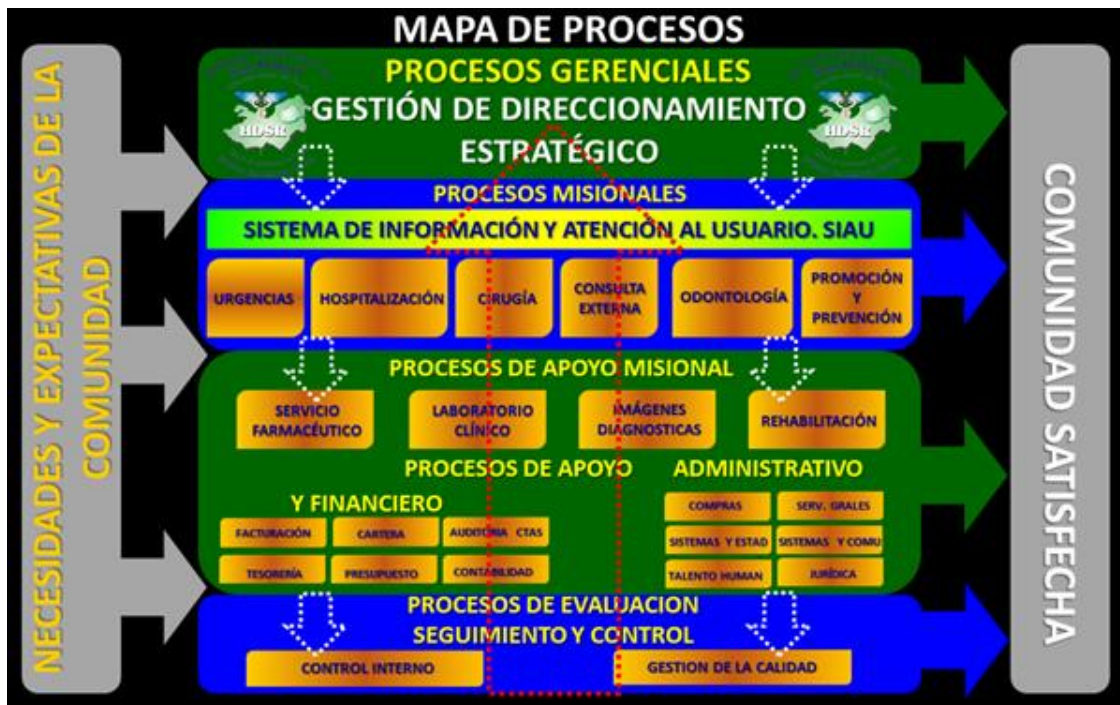 MAPA DE PROCESOS
NECESIDADES Y EXPECTATIVAS DE LA
COMUNIDAD
PROCESOS GERENCIALES
HDSR
HDSR
GESTIÓN DE DIRECCIONAMIENTO
ESTRATÉGICO
PROCESOS MISIONALES
SISTEMA DE INFORMACIÓN Y ATENCIÓN AL USUARIO. SIAU
URGENCIAS
HOSPITALIZACIÓN
CIRUGÍA
CONSULTA
EXTERNA
ODONTOLOGÍA
PROMOCIÓN
Y
PREVENCIÓN
PROCESOS DE APOYO MISIONAL
SERVICIO
FARMACÉUTICO
LABORATORIO
CLÍNICO
IMÁGENES
DIAGNOSTICAS
REHABILITACIÓN
PROCESOS DE APOYO ADMINISTRATIVO
Y FINANCIERO
FACTURACIÓN
CARTERA
AUDITORIA CTAS
TESORERÍA
PRESUPUESTO
CONTABILIDAD
COMPRAS
SERV. GRALES
SISTEMAS Y ESTAD
SISTEMAS Y COMU
TALENTO HUMAN
JURÍDICA
PROCESOS DE EVALUACION
SEGUIMIENTO Y CONTROL
CONTROL INTERNO
GESTION DE LA CALIDAD
COMUNIDAD SATISFECHA